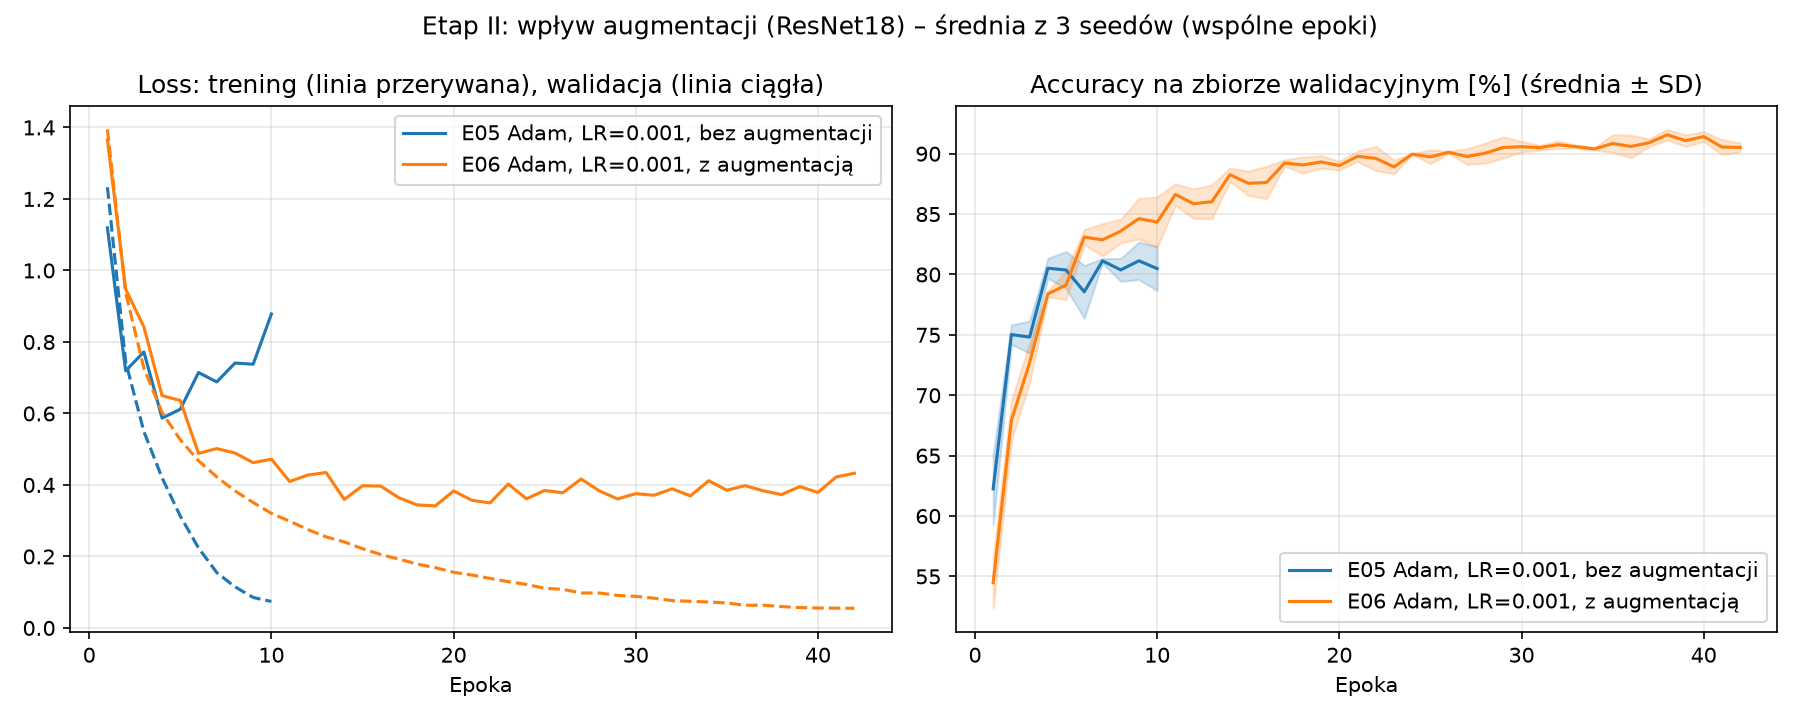 Etap II: wpływ augmentacji (ResNet18) – średnia z 3 seedów (wspólne epoki)
Loss: trening (linia przerywana), walidacja (linia ciągła)
1.4
1.2
1.0
0.8
0.6
0.4
0.2
0.0
0
10
20
30
40
Epoka
E05 Adam, LR=0.001, bez augmentacji
E06 Adam, LR=0.001, z augmentacją
Accuracy na zbiorze walidacyjnym [%] (średnia ± SD)
90
85
80
75
70
65
60
55
0
10
20
30
40
Epoka
E05 Adam, LR=0.001, bez augmentacji
E06 Adam, LR=0.001, z augmentacją